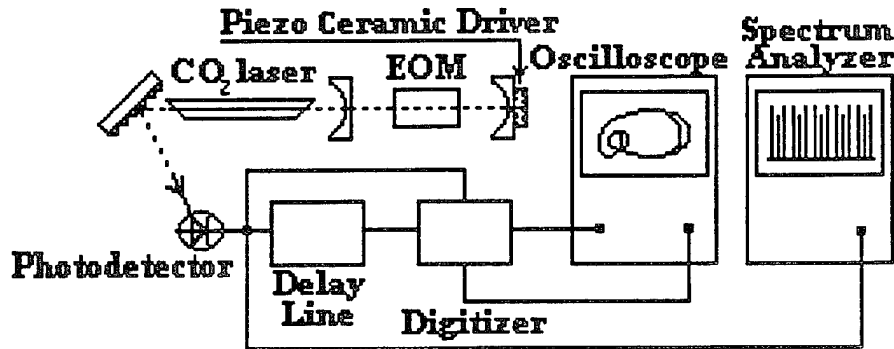 Piezo Ceramic Driver
CO2 laser
EOM
Oscilloscope
Spectrum
Analyzer
Photodetector
Delay
Line
Digitizer